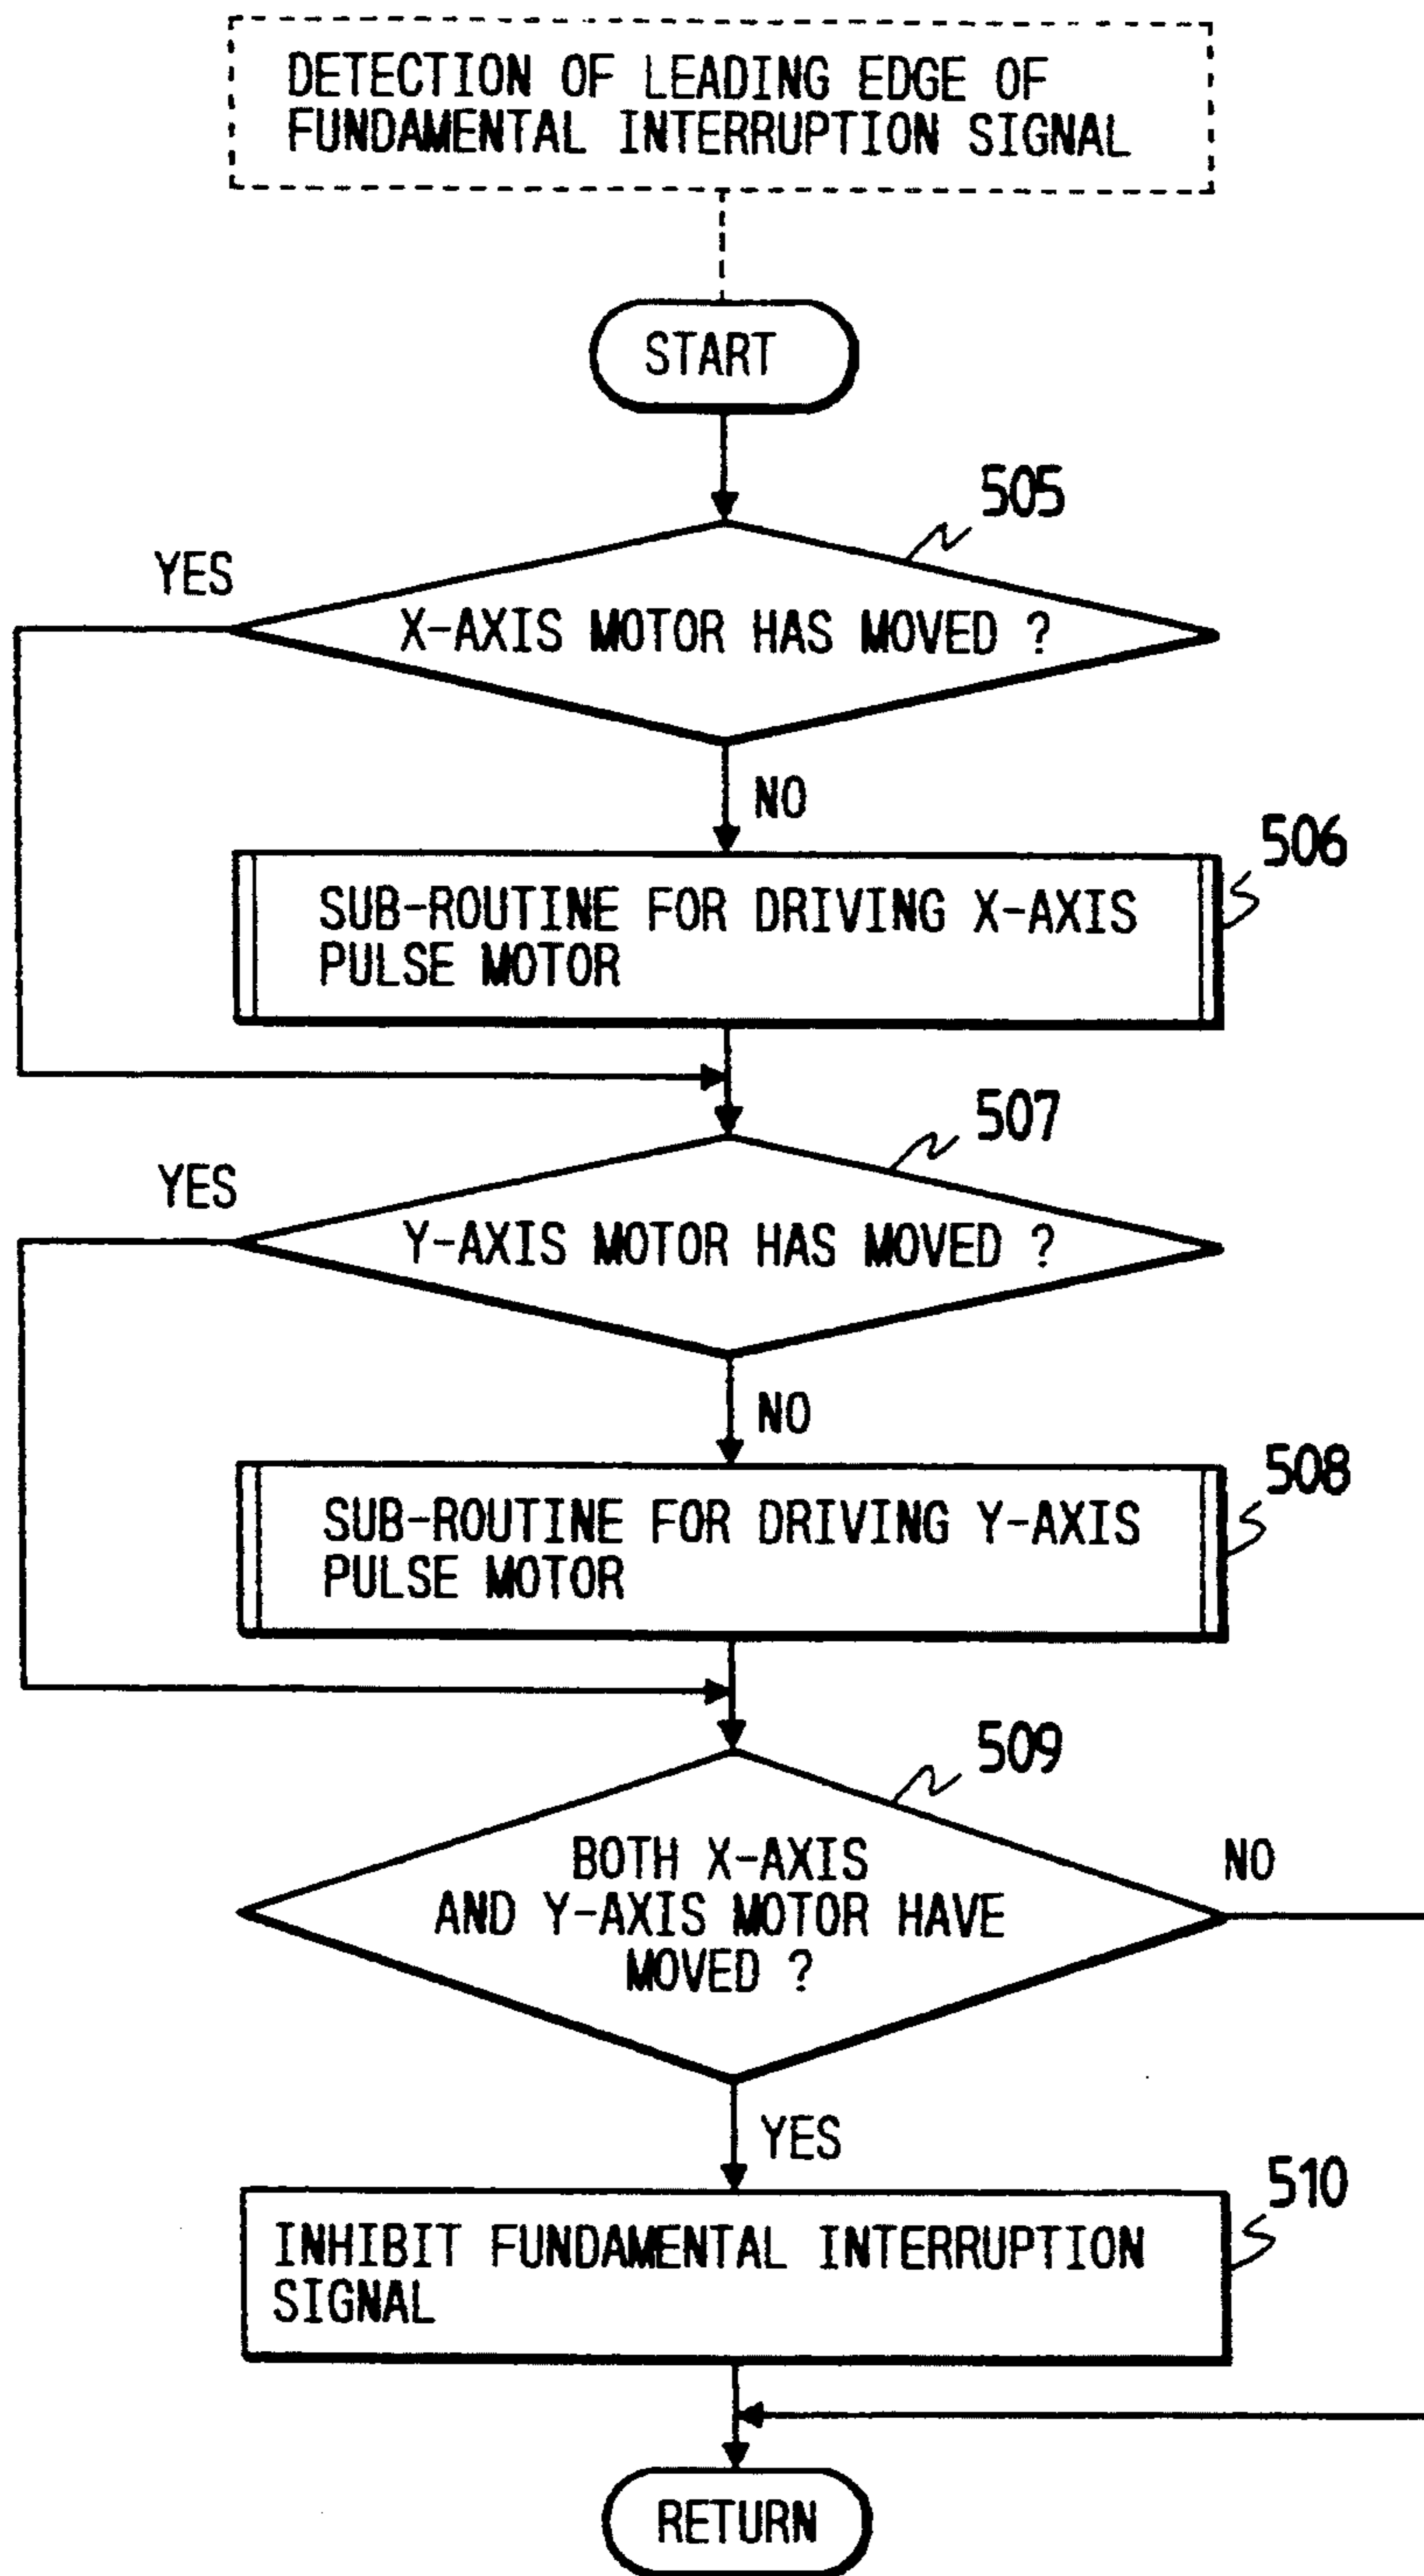 DETECTION OF LEADING EDGE OF
FUNDAMENTAL INTERRUPTION SIGNAL
START
505
YES
X-AXIS MOTOR HAS MOVED ?
NO
506
SUB-ROUTINE FOR DRIVING X-AXIS
PULSE MOTOR
507
YES
Y-AXIS MOTOR HAS MOVED ?
NO
508
SUB-ROUTINE FOR DRIVING Y-AXIS
PULSE MOTOR
509
BOTH X-AXIS
AND Y-AXIS MOTOR HAVE
MOVED ?
NO
YES
510
INHIBIT FUNDAMENTAL INTERRUPTION
SIGNAL
RETURN